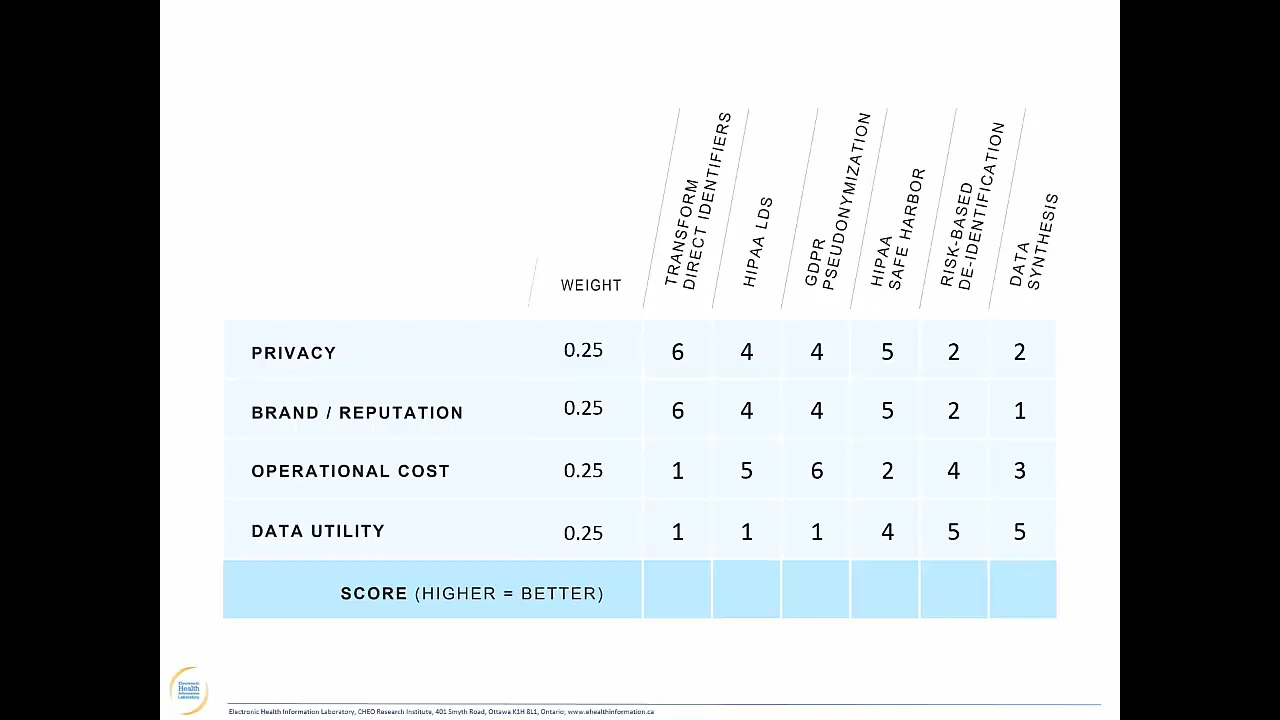 TRANSFORM
DIRECT IDENTIFIERS
HIPAA LDS
GDPR
PSEUDONYMIZATION
HIPAA
SAFE HARBOR
RISK-BASED
DE-IDENTIFICATION
DATA
SYNTHESIS
WEIGHT
PRIVACY 0.25 6 4 4 5 2 2
BRAND / REPUTATION 0.25 6 4 4 5 2 1
OPERATIONAL COST 0.25 1 5 6 2 4 3
DATA UTILITY 0.25 1 1 1 4 5 5
SCORE (HIGHER = BETTER)
Electronic
Health
Information
Laboratory
Electronic Health Information Laboratory, CHEO Research Institute, 401 Smyth Road, Ottawa K1H 8L1, Ontario; www.ehealthinformation.ca